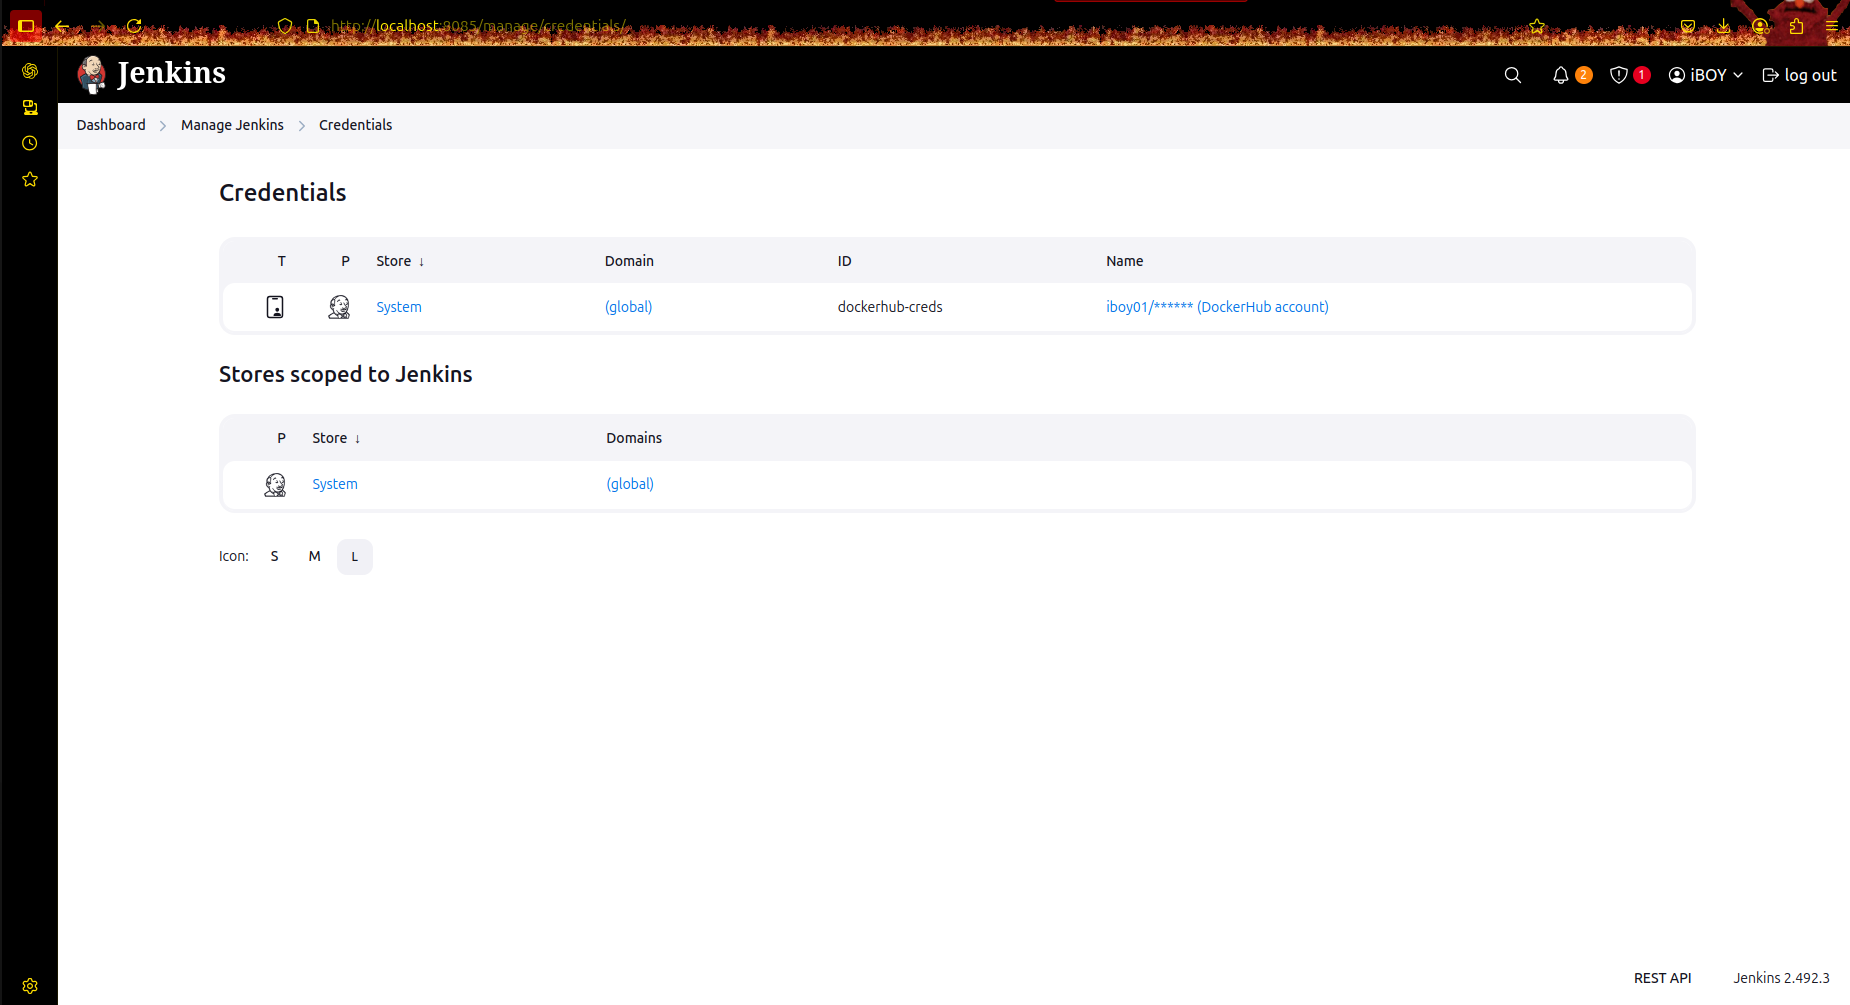 http://localhost:8085/manage/credentials/
Jenkins
2
1
iBOY
log out
Dashboard
Manage Jenkins
Credentials
Credentials
T P Store ↓ Domain ID Name
System (global) dockerhub-creds iboy01/****** (DockerHub account)
Stores scoped to Jenkins
P Store ↓ Domains
System (global)
Icon: S M L
REST API Jenkins 2.492.3